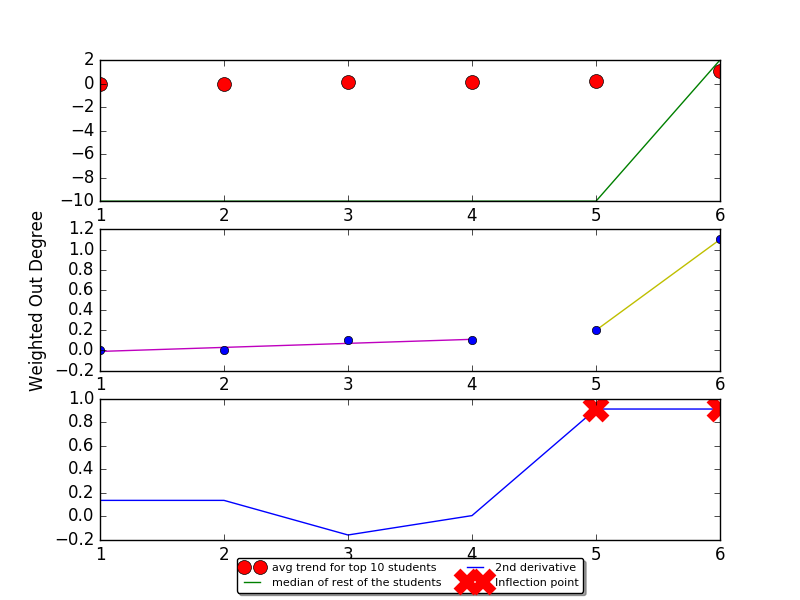 2
0
−2
−4
−6
−8
−10
1 2 3 4 5 6
Weighted Out Degree
1.2
1.0
0.8
0.6
0.4
0.2
0.0
−0.2
1 2 3 4 5 6
1.0
0.8
0.6
0.4
0.2
0.0
−0.2
1 2 3 4 5 6
avg trend for top 10 students
median of rest of the students
2nd derivative
Inflection point